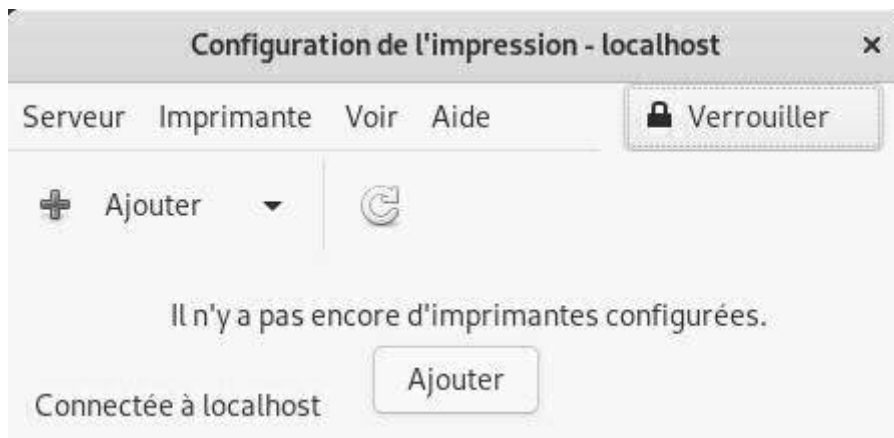 Configuration de l'impression - localhost ×
Serveur Imprimante Voir Aide Verrouiller
Ajouter
Il n'y a pas encore d'imprimantes configurées.
Ajouter
Connectée à localhost